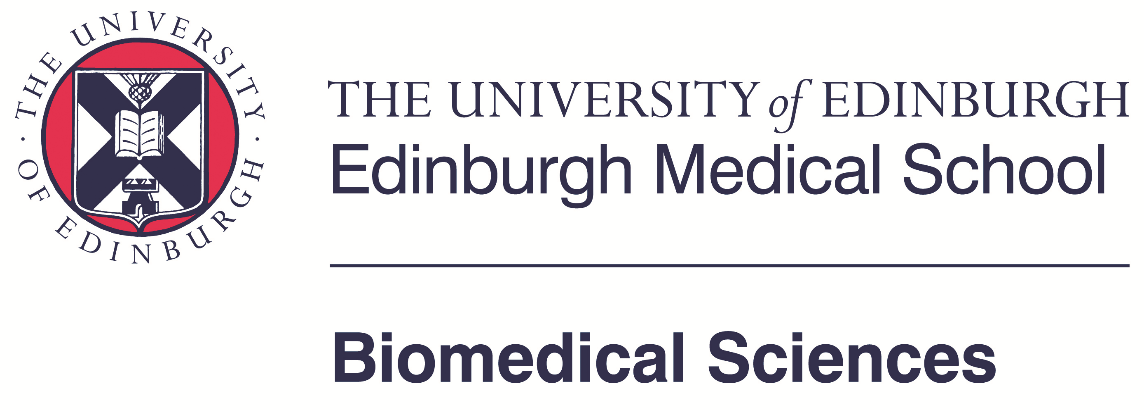 THE UNIVERSITY
OF EDINBURGH
THE UNIVERSITY of EDINBURGH
Edinburgh Medical School
Biomedical Sciences